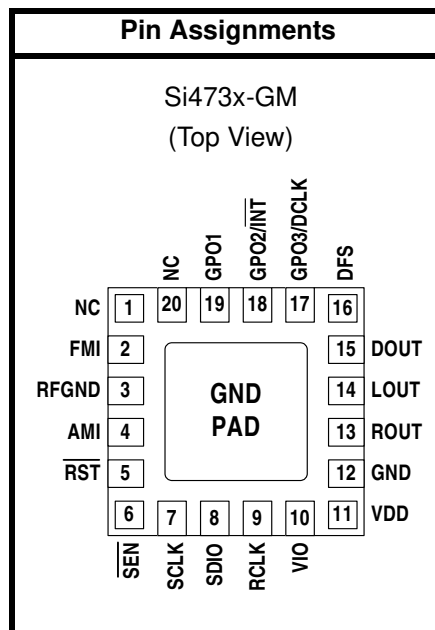 Pin Assignments
Si473x-GM
(Top View)
NC GPO1 GPO2/INT GPO3/DCLK DFS
NC 1 20 19 18 17 16
FMI 2 15 DOUT
RFGND 3 GND 14 LOUT
AMI 4 PAD 13 ROUT
RST 5 12 GND
6 7 8 9 10 11 VDD
SEN SCLK SDIO RCLK VIO